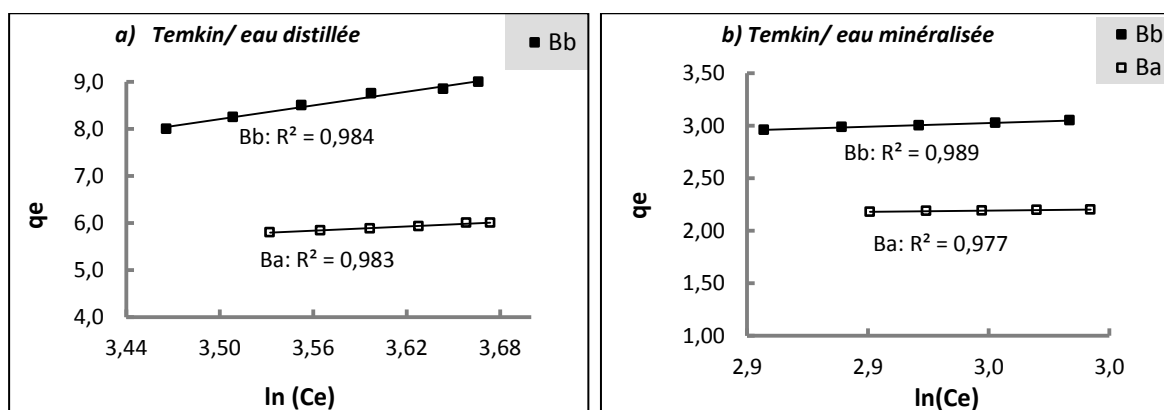 a) Temkin/ eau distillée
Bb
9,0
8,0
7,0
6,0
5,0
4,0
qe
Bb: R² = 0,984
Ba: R² = 0,983
3,44 3,50 3,56 3,62 3,68
ln (Ce)
b) Temkin/ eau minéralisée
Bb
Ba
3,50
3,00
2,50
2,00
1,50
1,00
qe
Bb: R² = 0,989
Ba: R² = 0,977
2,9 2,9 3,0 3,0
ln(Ce)